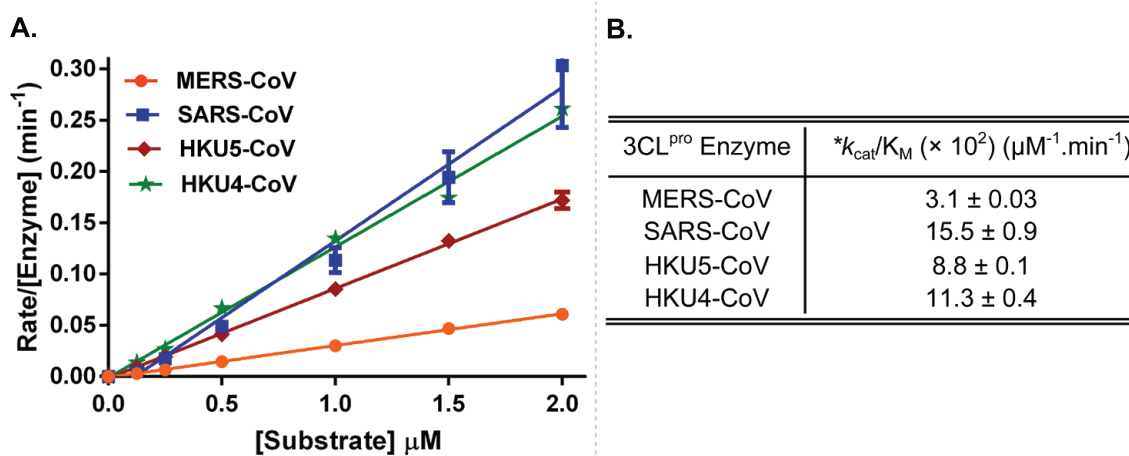 A.
Rate/[Enzyme] (min⁻¹)
0.30
0.25
0.20
0.15
0.10
0.05
0.00
MERS-CoV
SARS-CoV
HKU5-CoV
HKU4-CoV
0.0 0.5 1.0 1.5 2.0
[Substrate] μM
B.
3CLᵖʳᵒ Enzyme *kcat/KM (× 10²) (μM⁻¹.min⁻¹)
MERS-CoV 3.1 ± 0.03
SARS-CoV 15.5 ± 0.9
HKU5-CoV 8.8 ± 0.1
HKU4-CoV 11.3 ± 0.4